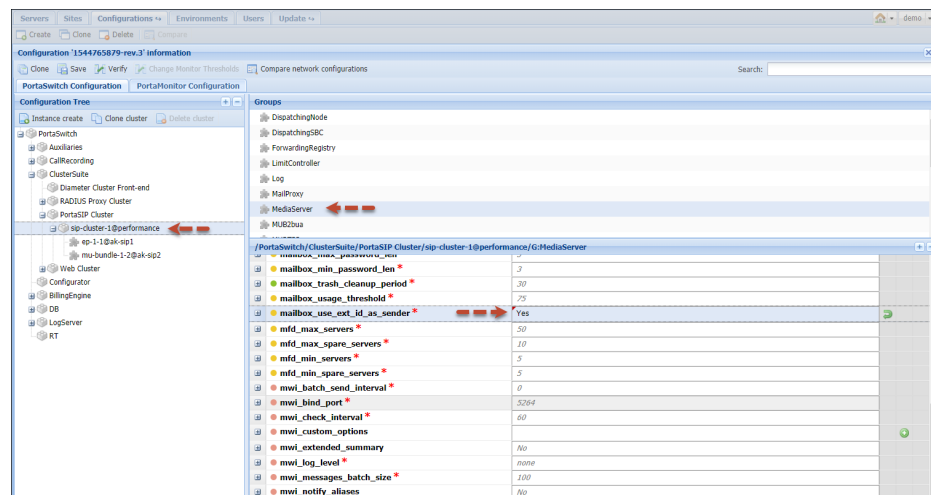 Servers Sites Configurations Environments Users Update demo
Create Clone Delete Compare
Configuration '1544765879-rev.3' information
Clone Save Verify Change Monitor Thresholds Compare network configurations Search:
PortaSwitch Configuration PortaMonitor Configuration
Configuration Tree
Instance create Clone cluster Delete cluster
PortaSwitch
Auxiliaries
CallRecording
ClusterSuite
Diameter Cluster Front-end
RADIUS Proxy Cluster
PortaSIP Cluster
sip-cluster-1@performance
ep-1-1@ak-sip1
mu-bundle-1-2@ak-sip2
Web Cluster
Configurator
BillingEngine
DB
LogServer
RT
Groups
DispatchingNode
DispatchingSBC
ForwardingRegistry
LimitController
Log
MailProxy
MediaServer
MUB2bua
/PortaSwitch/ClusterSuite/PortaSIP Cluster/sip-cluster-1@performance/G:MediaServer
mailbox_max_password_len
mailbox_min_password_len * 3
mailbox_trash_cleanup_period * 30
mailbox_usage_threshold * 75
mailbox_use_ext_id_as_sender * Yes
mfd_max_servers * 50
mfd_max_spare_servers * 10
mfd_min_servers * 5
mfd_min_spare_servers * 5
mwi_batch_send_interval * 0
mwi_bind_port * 5264
mwi_check_interval * 60
mwi_custom_options
mwi_extended_summary No
mwi_log_level * none
mwi_messages_batch_size * 100
mwi_notify_aliases No